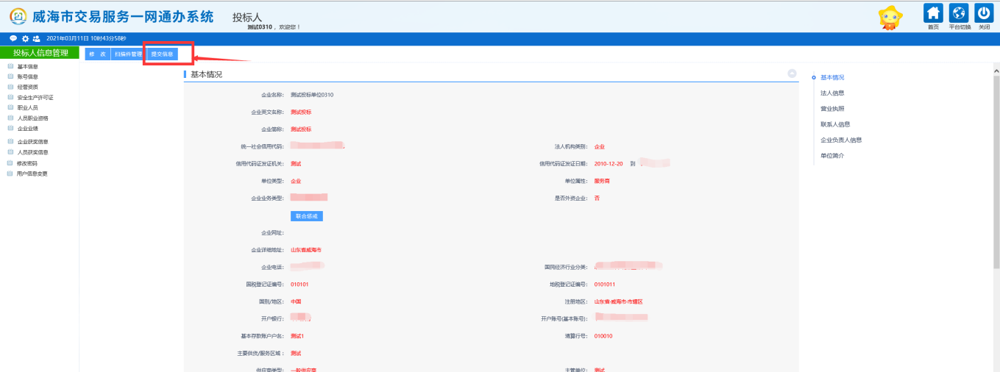 威海市交易服务一网通办系统 投标人
测试0310，欢迎您！
首页 平台切换 关闭
2021年03月11日 10时43分58秒
投标人信息管理
修 改 扫描件管理 提交信息
基本信息
账号信息
经营资质
安全生产许可证
职业人员
人员职业资格
企业业绩
企业获奖信息
人员获奖信息
修改密码
用户信息变更
基本情况
企业名称： 测试投标单位0310
企业英文名称： 测试投标
企业简称： 测试投标
统一社会信用代码： 法人机构类别： 企业
信用代码证发证机关： 测试 信用代码证发证日期： 2010-12-20 到
单位类型： 企业 单位属性： 服务商
企业业务类型： 是否外资企业： 否
联合惩戒
企业网址：
企业详细地址： 山东省威海市
企业电话： 国民经济行业分类：
国税登记证编号： 010101 地税登记证编号： 0101011
国别/地区： 中国 注册地区： 山东省·威海市·市辖区
开户银行： 开户账号(基本账号)：
基本存款账户户名： 测试1 清算行号： 010010
主要供货/服务区域： 测试
供应商类型： 一般供应商 主管单位： 测试
基本情况
法人信息
营业执照
联系人信息
企业负责人信息
单位简介